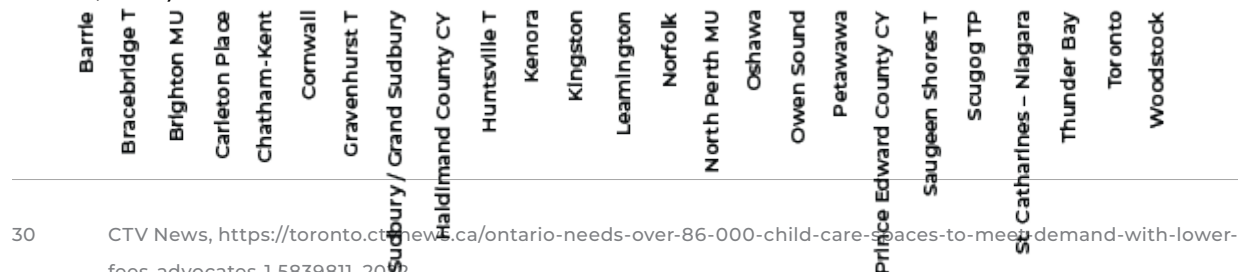 Barrie
Bracebridge T
Brighton MU
Carleton Place
Chatham-Kent
Cornwall
Gravenhurst T
Sudbury / Grand Sudbury
Haldimand County CY
Huntsville T
Kenora
Kingston
Leamington
Norfolk
North Perth MU
Oshawa
Owen Sound
Petawawa
Prince Edward County CY
Saugeen Shores T
Scugog TP
St Catharines – Niagara
Thunder Bay
Toronto
Woodstock
30 CTV News, https://toronto.ctvnews.ca/ontario-needs-over-86-000-child-care-spaces-to-meet-demand-with-lower-
fees-advocates-1.5839811, 2022